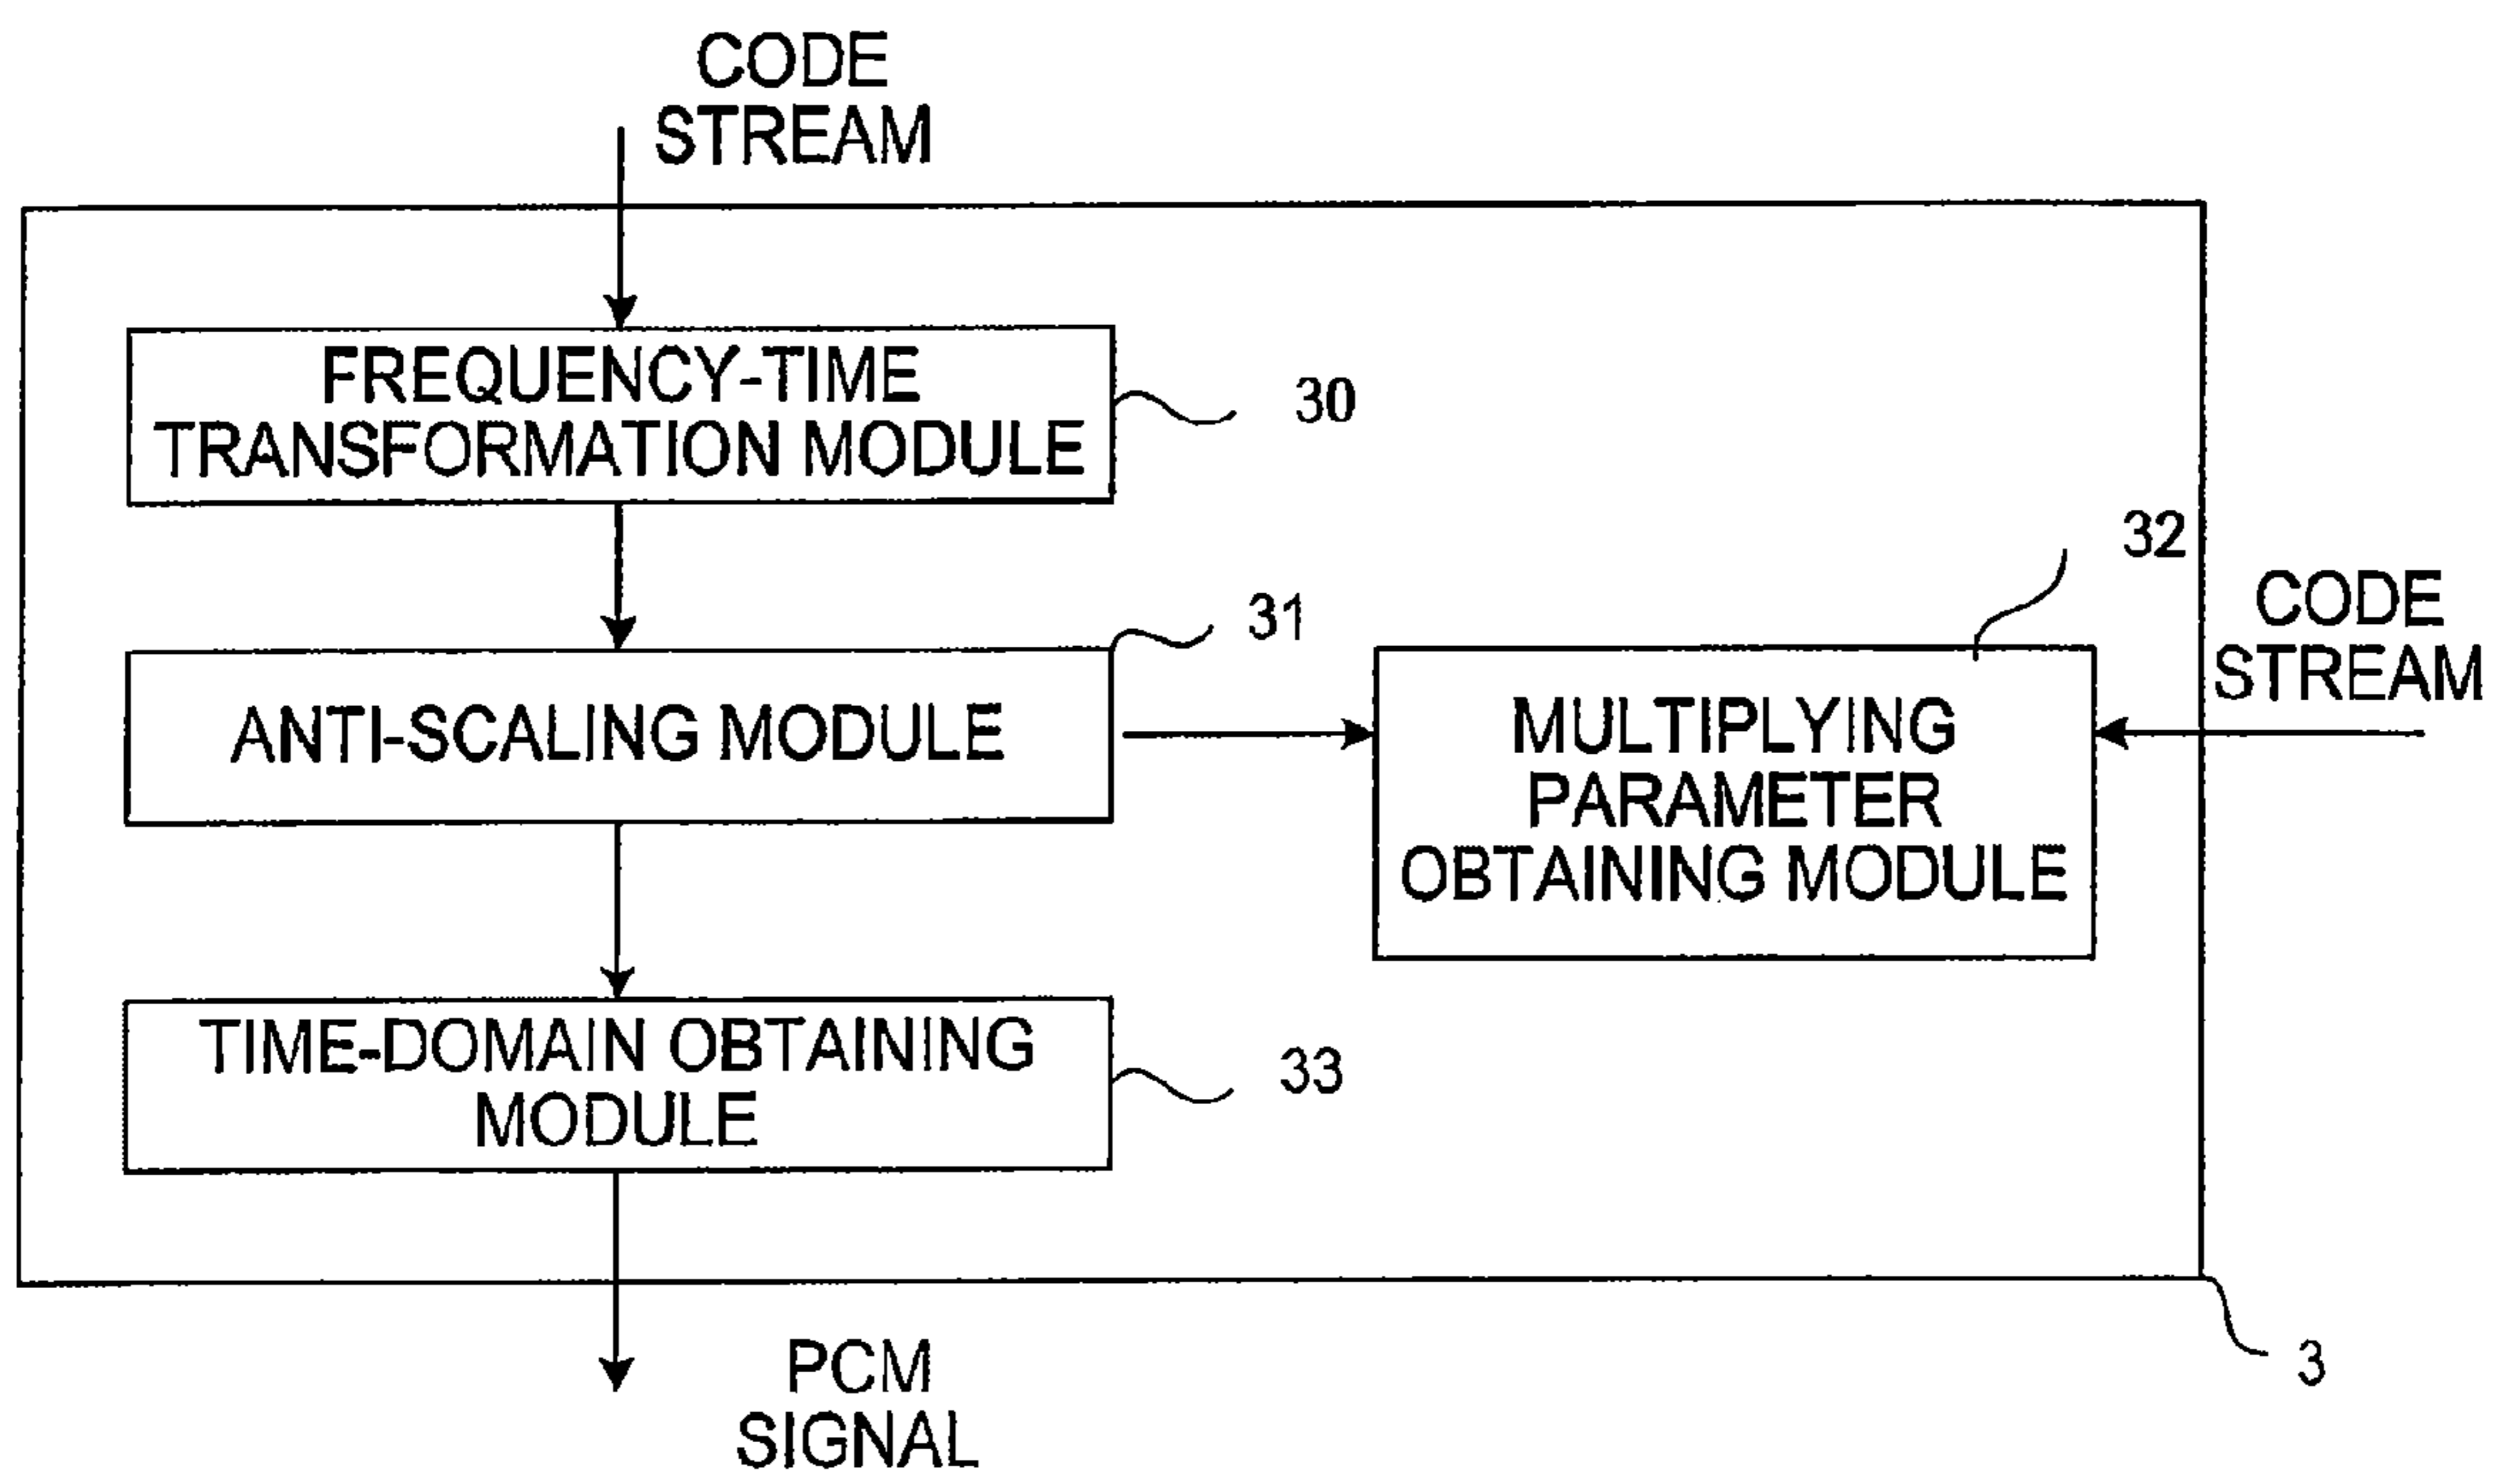 CODE
STREAM
FREQUENCY-TIME
TRANSFORMATION MODULE
30
32
CODE
STREAM
31
ANTI-SCALING MODULE
MULTIPLYING
PARAMETER
OBTAINING MODULE
TIME-DOMAIN OBTAINING
MODULE
33
3
PCM
SIGNAL